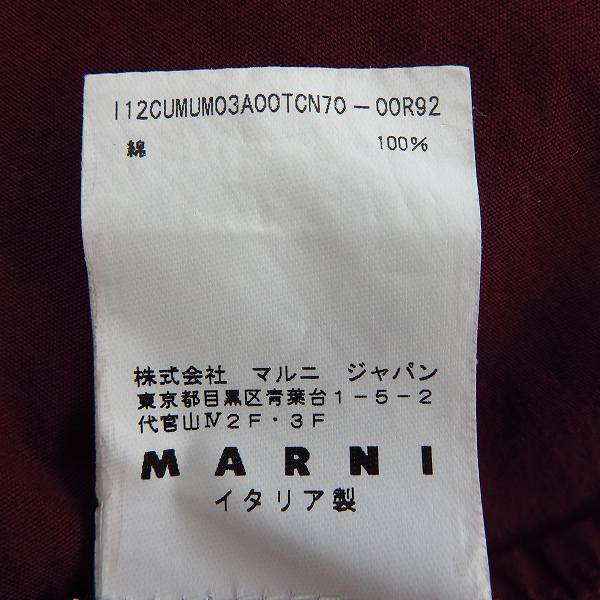 I12CUMUM03A00TCN70-00R92
綿 100%
株式会社 マルニ ジャパン
東京都目黒区青葉台1-5-2
代官山Ⅳ2F・3F
MARNI
イタリア製